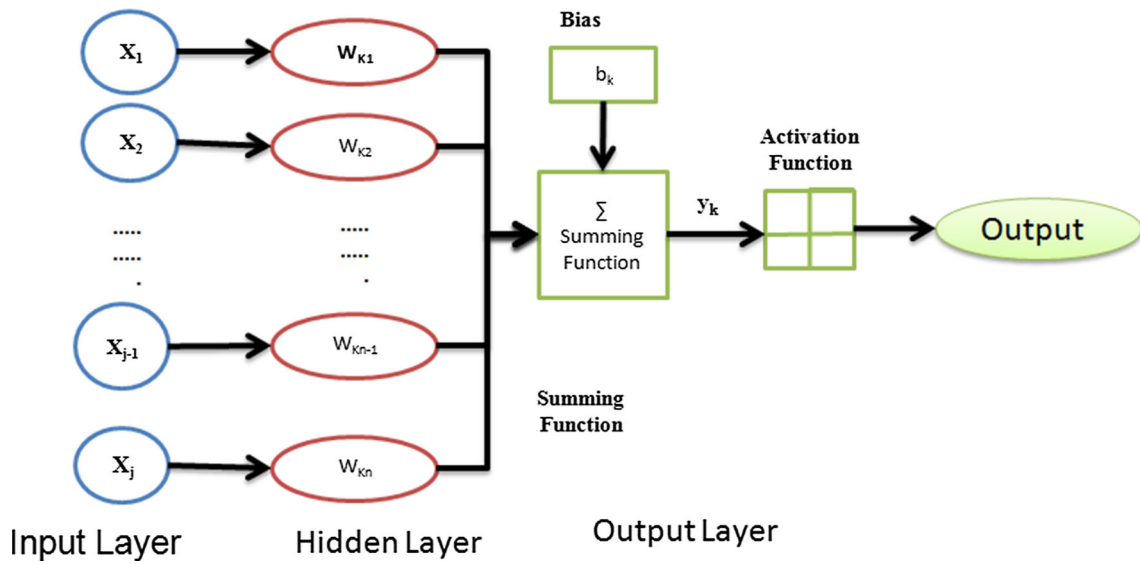 X1
WK1
Bias
bk
X2
WK2
Activation
Function
∑
Summing
Function
yk
Output
.....
.....
.....
.....
.
.
Xj-1
WKn-1
Summing
Function
Xj
WKn
Input Layer
Hidden Layer
Output Layer